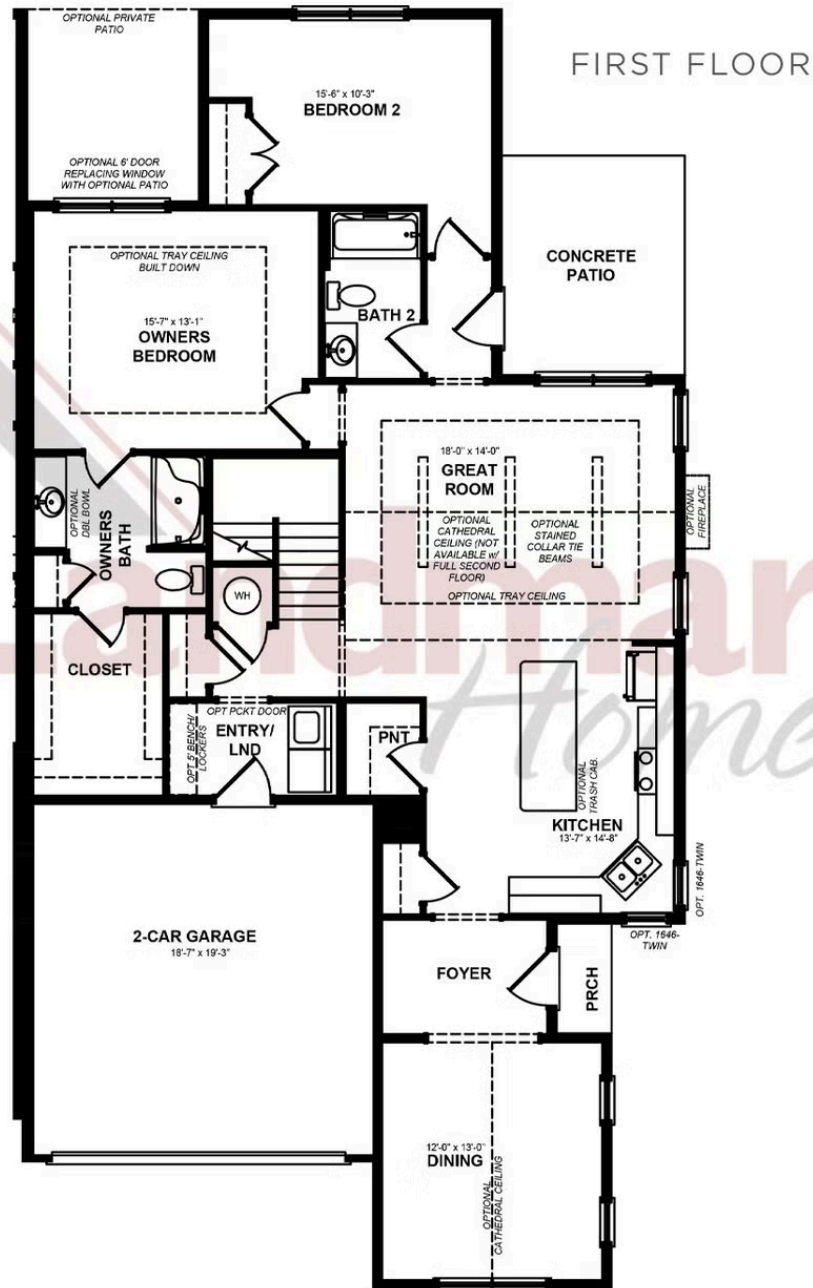 FIRST FLOOR
OPTIONAL PRIVATE
PATIO
15'-6" x 10'-3"
BEDROOM 2
OPTIONAL 6' DOOR
REPLACING WINDOW
WITH OPTIONAL PATIO
CONCRETE
PATIO
OPTIONAL TRAY CEILING
BUILT DOWN
15'-7" x 13'-1"
OWNERS
BEDROOM
BATH 2
18'-0" x 14'-0"
GREAT
ROOM
OPTIONAL
CATHEDRAL
CEILING (NOT
AVAILABLE w/
FULL SECOND
FLOOR)
OPTIONAL
STAINED
COLLAR TIE
BEAMS
OPTIONAL TRAY CEILING
OPTIONAL
FIREPLACE
OPTIONAL
DBL BOWL
OWNERS
BATH
WH
Landmar
Home
CLOSET
OPT PCKT DOOR
ENTRY/
LND
OPT 5' BENCH/
LOCKERS
PNT
OPTIONAL
TRASH CAB.
KITCHEN
13'-7" x 14'-8"
OPT. 1646-TWIN
OPT. 1646-
TWIN
2-CAR GARAGE
18'-7" x 19'-3"
FOYER
PRCH
12'-0" x 13'-0"
DINING
OPTIONAL
CATHEDRAL CEILING